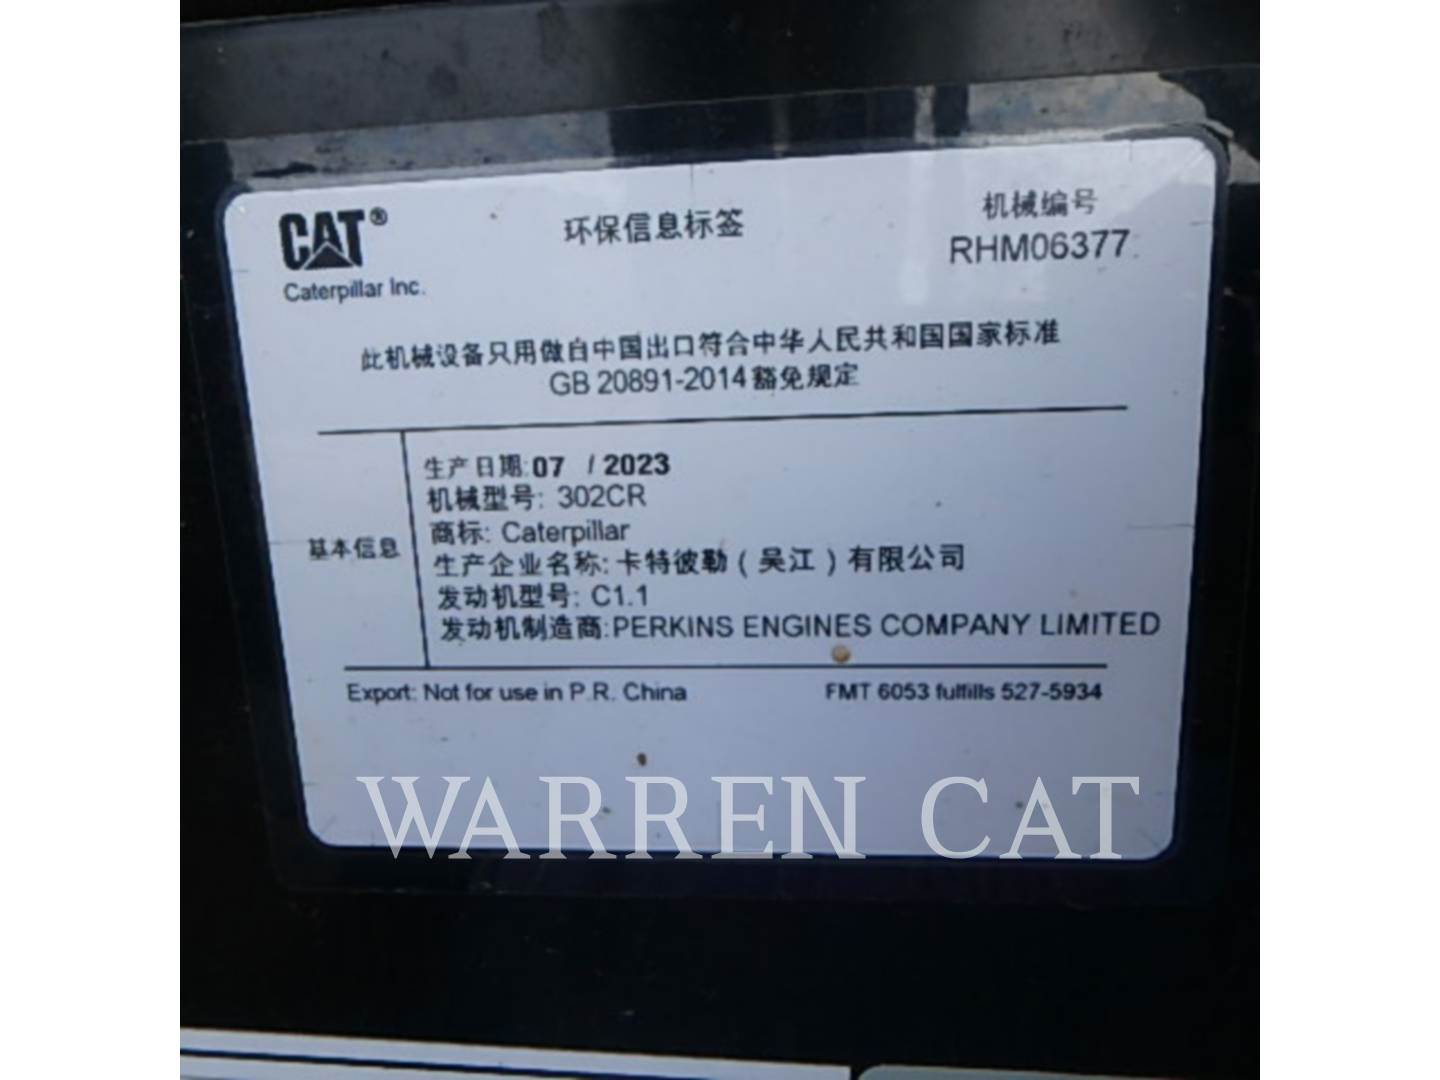 CAT®
Caterpillar Inc.
环保信息标签
机械编号
RHM06377
此机械设备只用做自中国出口符合中华人民共和国国家标准
GB 20891-2014 豁免规定
基本信息
生产日期: 07 / 2023
机械型号: 302CR
商标: Caterpillar
生产企业名称: 卡特彼勒（吴江）有限公司
发动机型号: C1.1
发动机制造商: PERKINS ENGINES COMPANY LIMITED
Export: Not for use in P.R. China
FMT 6053 fulfills 527-5934
WARREN CAT